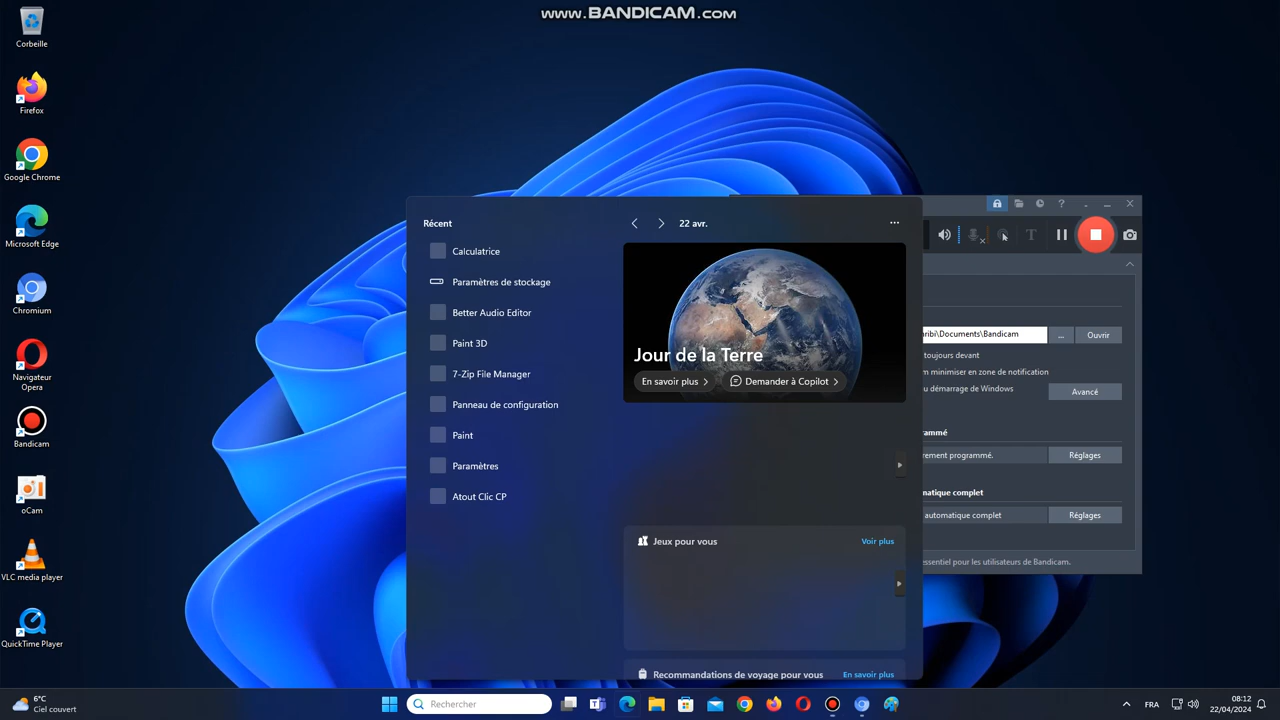 www.BANDICAM.com
Corbeille
Firefox
Google Chrome
Microsoft Edge
Chromium
Navigateur
Opera
Bandicam
oCam
VLC media player
QuickTime Player
Récent
Calculatrice
Paramètres de stockage
Better Audio Editor
Paint 3D
7-Zip File Manager
Panneau de configuration
Paint
Paramètres
Atout Clic CP
22 avr.
Jour de la Terre
En savoir plus
Demander à Copilot
Jeux pour vous
Voir plus
Recommandations de voyage pour vous
En savoir plus
ribi\Documents\Bandicam
...
Ouvrir
toujours devant
m minimiser en zone de notification
u démarrage de Windows
Avancé
rammé
rement programmé.
Réglages
matique complet
automatique complet
Réglages
essentiel pour les utilisateurs de Bandicam.
6°C
Ciel couvert
Rechercher
FRA
08:12
22/04/2024